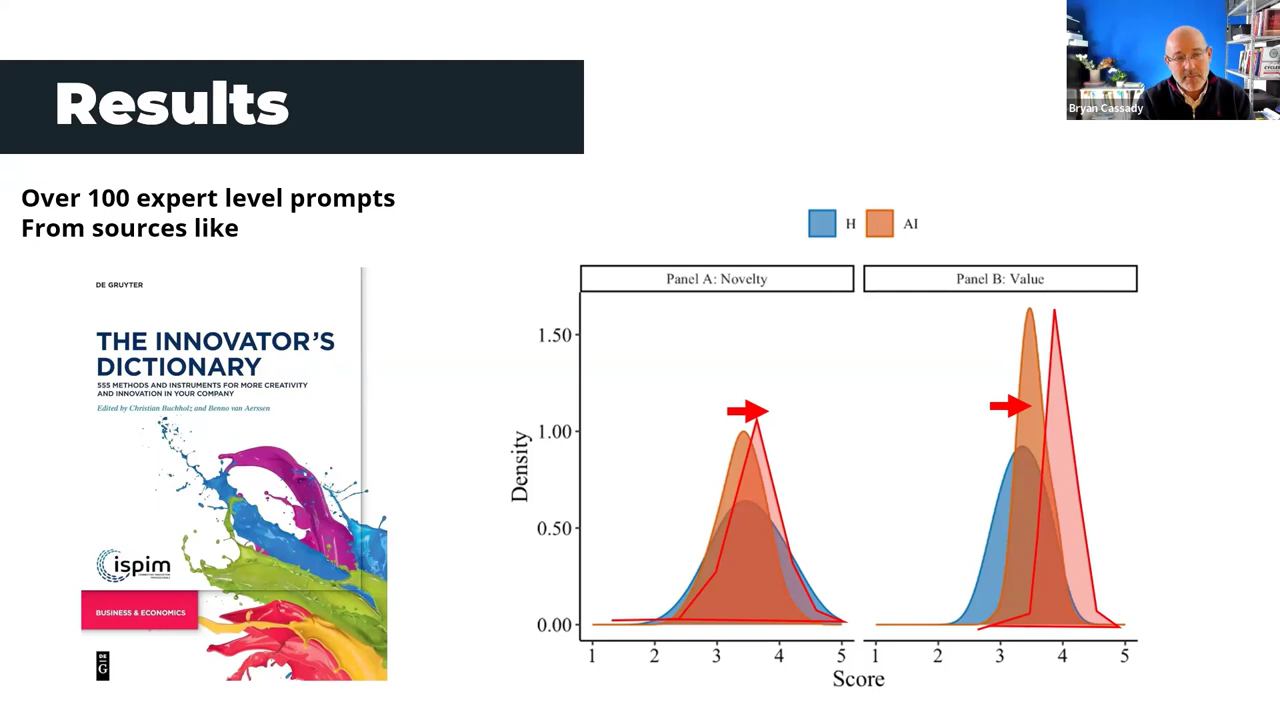 Results
Bryan Cassady
Over 100 expert level prompts
From sources like
DE GRUYTER
THE INNOVATOR'S
DICTIONARY
555 METHODS AND INSTRUMENTS FOR MORE CREATIVITY
AND INNOVATION IN YOUR COMPANY
Edited by Christian Buchholz and Benno van Aerssen
ispim
BUSINESS & ECONOMICS
DE
G
H AI
Panel A: Novelty Panel B: Value
Density
1.50
1.00
0.50
0.00
1 2 3 4 5 1 2 3 4 5
Score